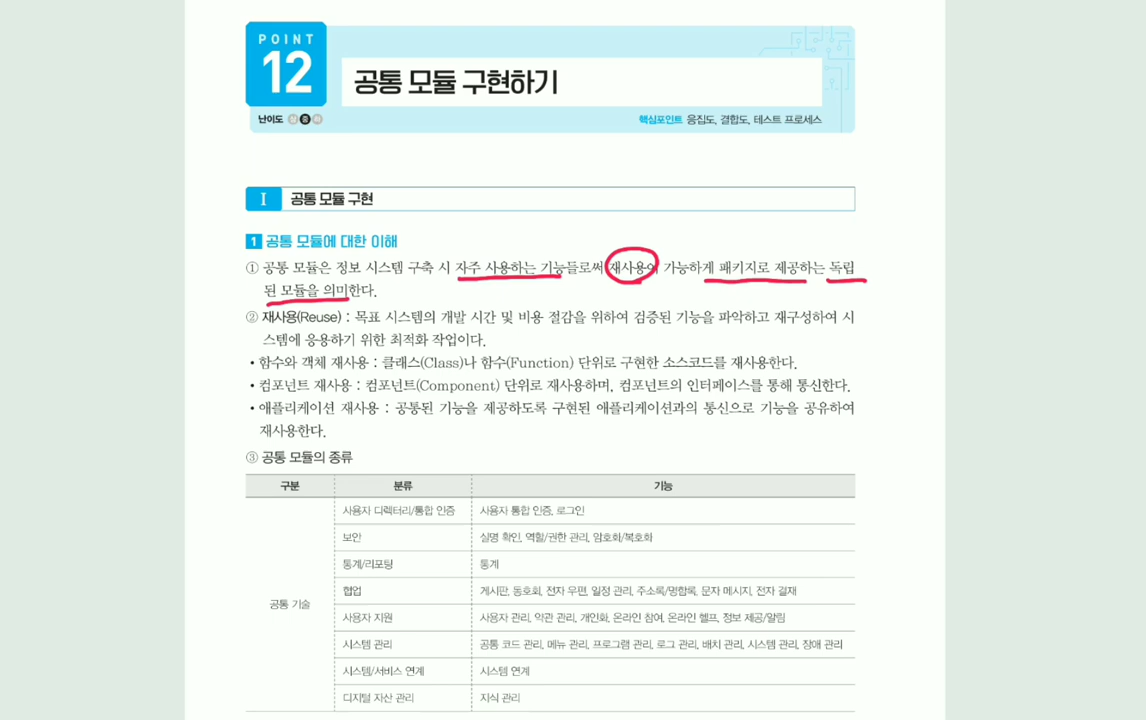 POINT
12
공통 모듈 구현하기
난이도 상 중 하
핵심포인트 응집도, 결합도, 테스트 프로세스
I 공통 모듈 구현
1 공통 모듈에 대한 이해
① 공통 모듈은 정보 시스템 구축 시 자주 사용하는 기능들로써 재사용이 가능하게 패키지로 제공하는 독립
된 모듈을 의미한다.
② 재사용(Reuse) : 목표 시스템의 개발 시간 및 비용 절감을 위하여 검증된 기능을 파악하고 재구성하여 시
스템에 응용하기 위한 최적화 작업이다.
• 함수와 객체 재사용 : 클래스(Class)나 함수(Function) 단위로 구현한 소스코드를 재사용한다.
• 컴포넌트 재사용 : 컴포넌트(Component) 단위로 재사용하며, 컴포넌트의 인터페이스를 통해 통신한다.
• 애플리케이션 재사용 : 공통된 기능을 제공하도록 구현된 애플리케이션과의 통신으로 기능을 공유하여
재사용한다.
③ 공통 모듈의 종류
구분 분류 기능
사용자 디렉터리/통합 인증 사용자 통합 인증, 로그인
보안 실명 확인, 역할/권한 관리, 암호화/복호화
통계/리포팅 통계
협업 게시판, 동호회, 전자 우편, 일정 관리, 주소록/명함록, 문자 메시지, 전자 결재
공통 기술
사용자 지원 사용자 관리, 약관 관리, 개인화, 온라인 참여, 온라인 헬프, 정보 제공/알림
시스템 관리 공통 코드 관리, 메뉴 관리, 프로그램 관리, 로그 관리, 배치 관리, 시스템 관리, 장애 관리
시스템/서비스 연계 시스템 연계
디지털 자산 관리 지식 관리